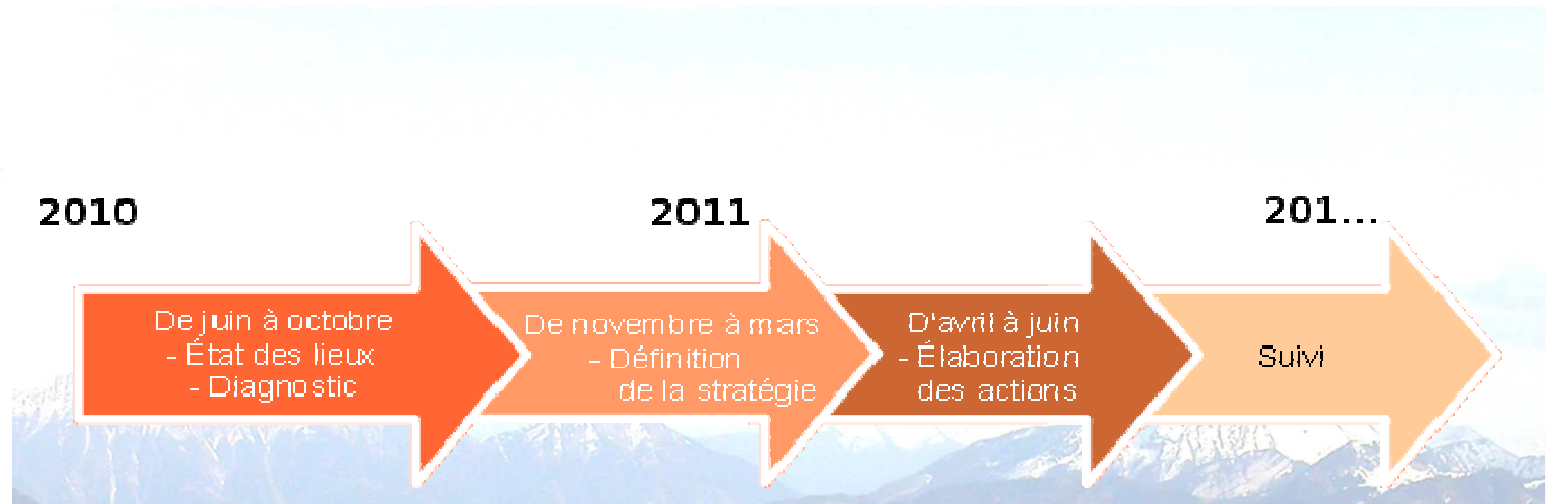 2010
2011
201...
De juin à octobre
- État des lieux
- Diagnostic
De novembre à mars
- Définition
de la stratégie
D'avril à juin
- Élaboration
des actions
Suivi